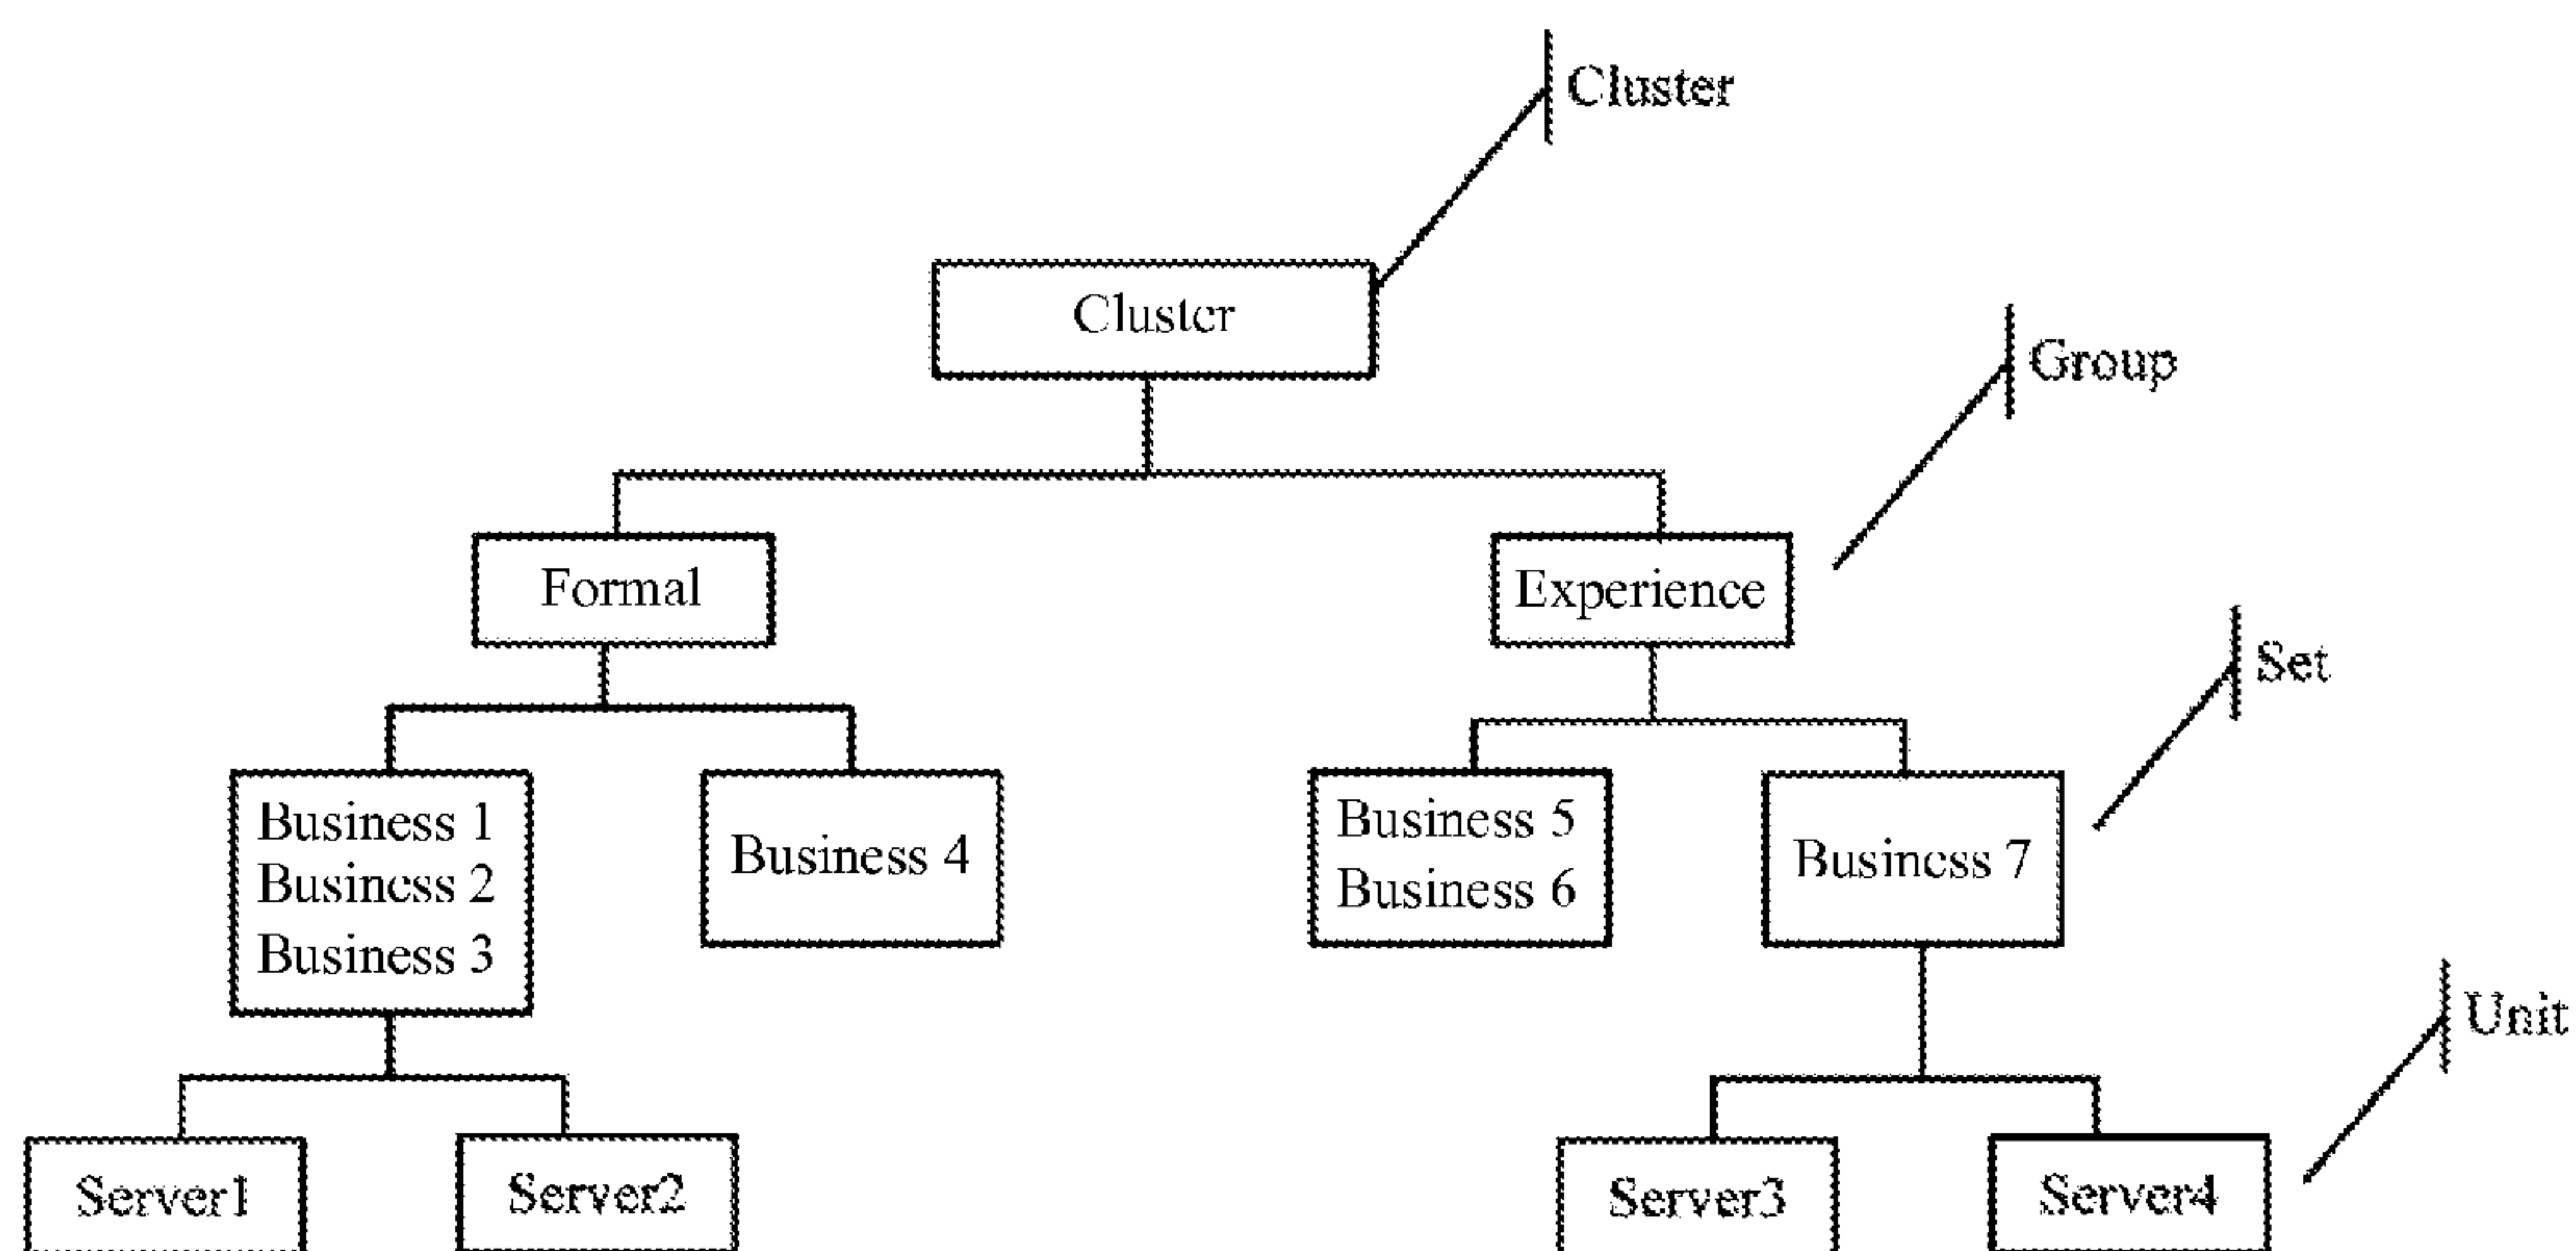 Cluster
Cluster
Group
Formal
Experience
Set
Business 1
Business 2
Business 3
Business 4
Business 5
Business 6
Business 7
Unit
Server1
Server2
Server3
Server4